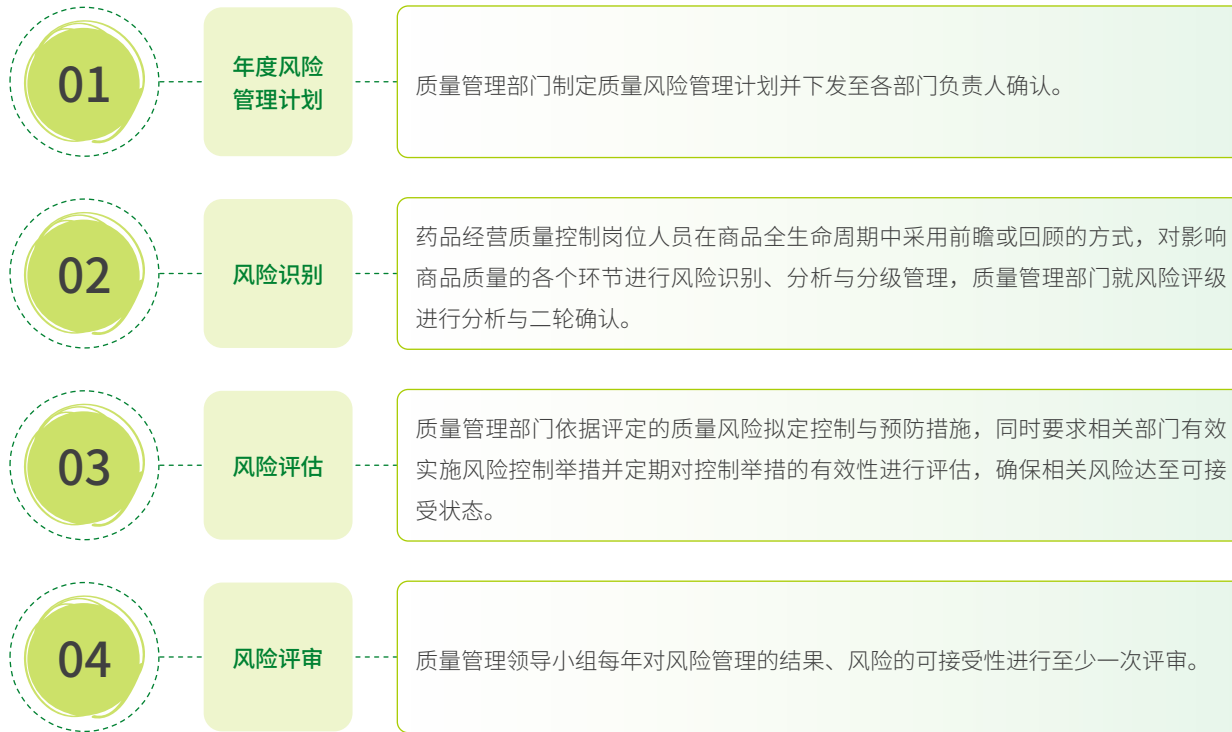 01
年度风险
管理计划
质量管理部门制定质量风险管理计划并下发至各部门负责人确认。
02
风险识别
药品经营质量控制岗位人员在商品全生命周期中采用前瞻或回顾的方式，对影响
商品质量的各个环节进行风险识别、分析与分级管理，质量管理部门就风险评级
进行分析与二轮确认。
03
风险评估
质量管理部门依据评定的质量风险拟定控制与预防措施，同时要求相关部门有效
实施风险控制举措并定期对控制举措的有效性进行评估，确保相关风险达至可接
受状态。
04
风险评审
质量管理领导小组每年对风险管理的结果、风险的可接受性进行至少一次评审。